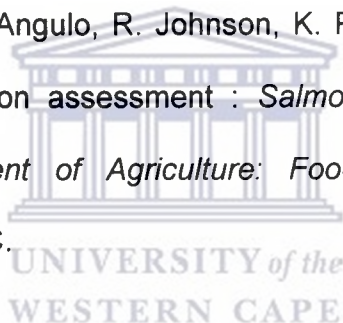 Angulo, R. Johnson, K.
on assessment : Salmo
ent of Agriculture: Foo
UNIVERSITY of the
WESTERN CAPE